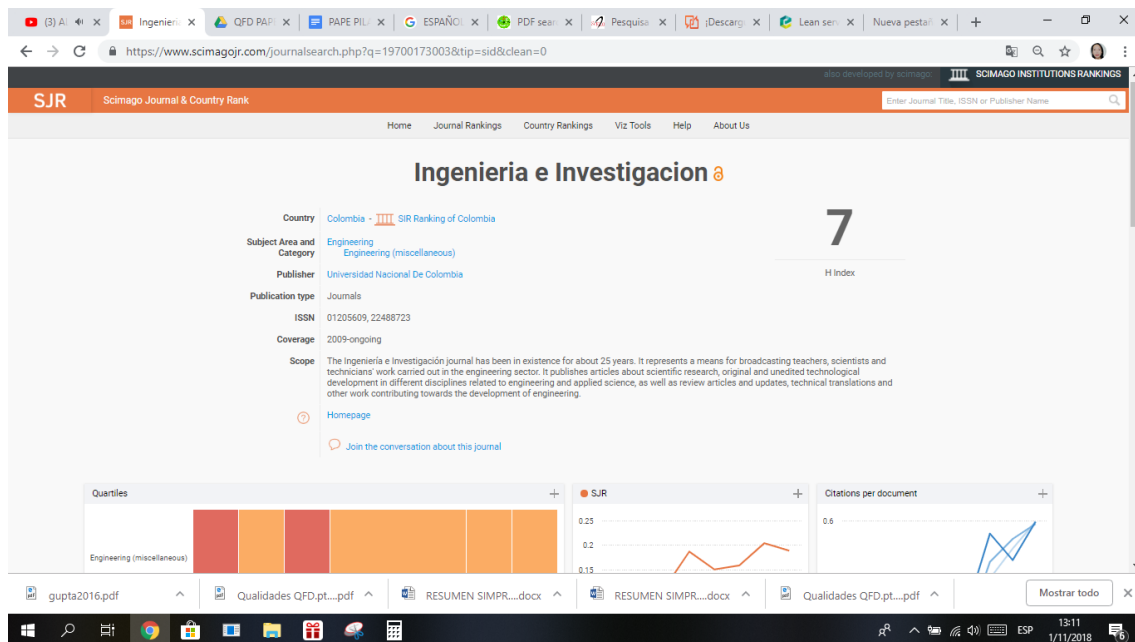 (3) Al
Ingenieri
QFD PAP
PAPE PIL
ESPAÑOL
PDF sear
Pesquisa
¡Descarg
Lean serv
Nueva pestañ
https://www.scimagojr.com/journalsearch.php?q=19700173003&tip=sid&clean=0
also developed by scimago:
SCIMAGO INSTITUTIONS RANKINGS
SJR
Scimago Journal & Country Rank
Enter Journal Title, ISSN or Publisher Name
Home
Journal Rankings
Country Rankings
Viz Tools
Help
About Us
Ingenieria e Investigacion
Country
Colombia - SIR Ranking of Colombia
Subject Area and
Category
Engineering
Engineering (miscellaneous)
Publisher
Universidad Nacional De Colombia
Publication type
Journals
ISSN
01205609, 22488723
Coverage
2009-ongoing
Scope
The Ingeniería e Investigación journal has been in existence for about 25 years. It represents a means for broadcasting teachers, scientists and
technicians' work carried out in the engineering sector. It publishes articles about scientific research, original and unedited technological
development in different disciplines related to engineering and applied science, as well as review articles and updates, technical translations and
other work contributing towards the development of engineering.
?
Homepage
Join the conversation about this journal
7
H Index
Quartiles
Engineering (miscellaneous)
SJR
0.25
0.2
0.15
Citations per document
0.6
gupta2016.pdf
Qualidades QFD.pt....pdf
RESUMEN SIMPR....docx
RESUMEN SIMPR....docx
Qualidades QFD.pt....pdf
Mostrar todo
ESP
13:11
1/11/2018
6